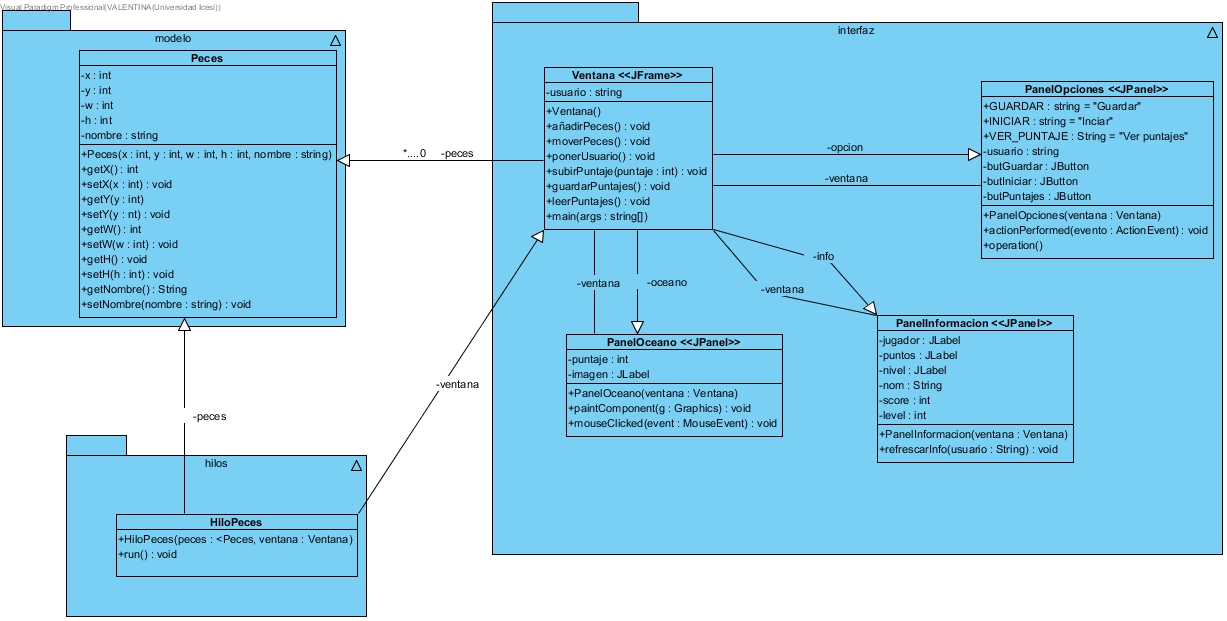 Visual Paradigm Professional(VALENTINA(Universidad Icesi))
modelo
Peces
-x : int
-y : int
-w : int
-h : int
-nombre : string
+Peces(x : int, y : int, w : int, h : int, nombre : string)
+getX() : int
+setX(x : int) : void
+getY(y : int)
+setY(y : nt) : void
+getW() : int
+setW(w : int) : void
+getH() : void
+setH(h : int) : void
+getNombre() : String
+setNombre(nombre : string) : void
*....0 -peces
interfaz
Ventana <<JFrame>>
-usuario : string
+Ventana()
+añadirPeces() : void
+moverPeces() : void
+ponerUsuario() : void
+subirPuntaje(puntaje : int) : void
+guardarPuntajes() : void
+leerPuntajes() : void
+main(args : string[])
-opcion
-ventana
PanelOpciones <<JPanel>>
+GUARDAR : string = "Guardar"
+INICIAR : string = "Inciar"
+VER_PUNTAJE : String = "Ver puntajes"
-usuario : string
-butGuardar : JButton
-butIniciar : JButton
-butPuntajes : JButton
+PanelOpciones(ventana : Ventana)
+actionPerformed(evento : ActionEvent) : void
+operation()
-ventana
-oceano
-info
-ventana
PanelOceano <<JPanel>>
-puntaje : int
-imagen : JLabel
+PanelOceano(ventana : Ventana)
+paintComponent(g : Graphics) : void
+mouseClicked(event : MouseEvent) : void
PanelInformacion <<JPanel>>
-jugador : JLabel
-puntos : JLabel
-nivel : JLabel
-nom : String
-score : int
-level : int
+PanelInformacion(ventana : Ventana)
+refrescarInfo(usuario : String) : void
-peces
-ventana
hilos
HiloPeces
+HiloPeces(peces : <Peces, ventana : Ventana)
+run() : void